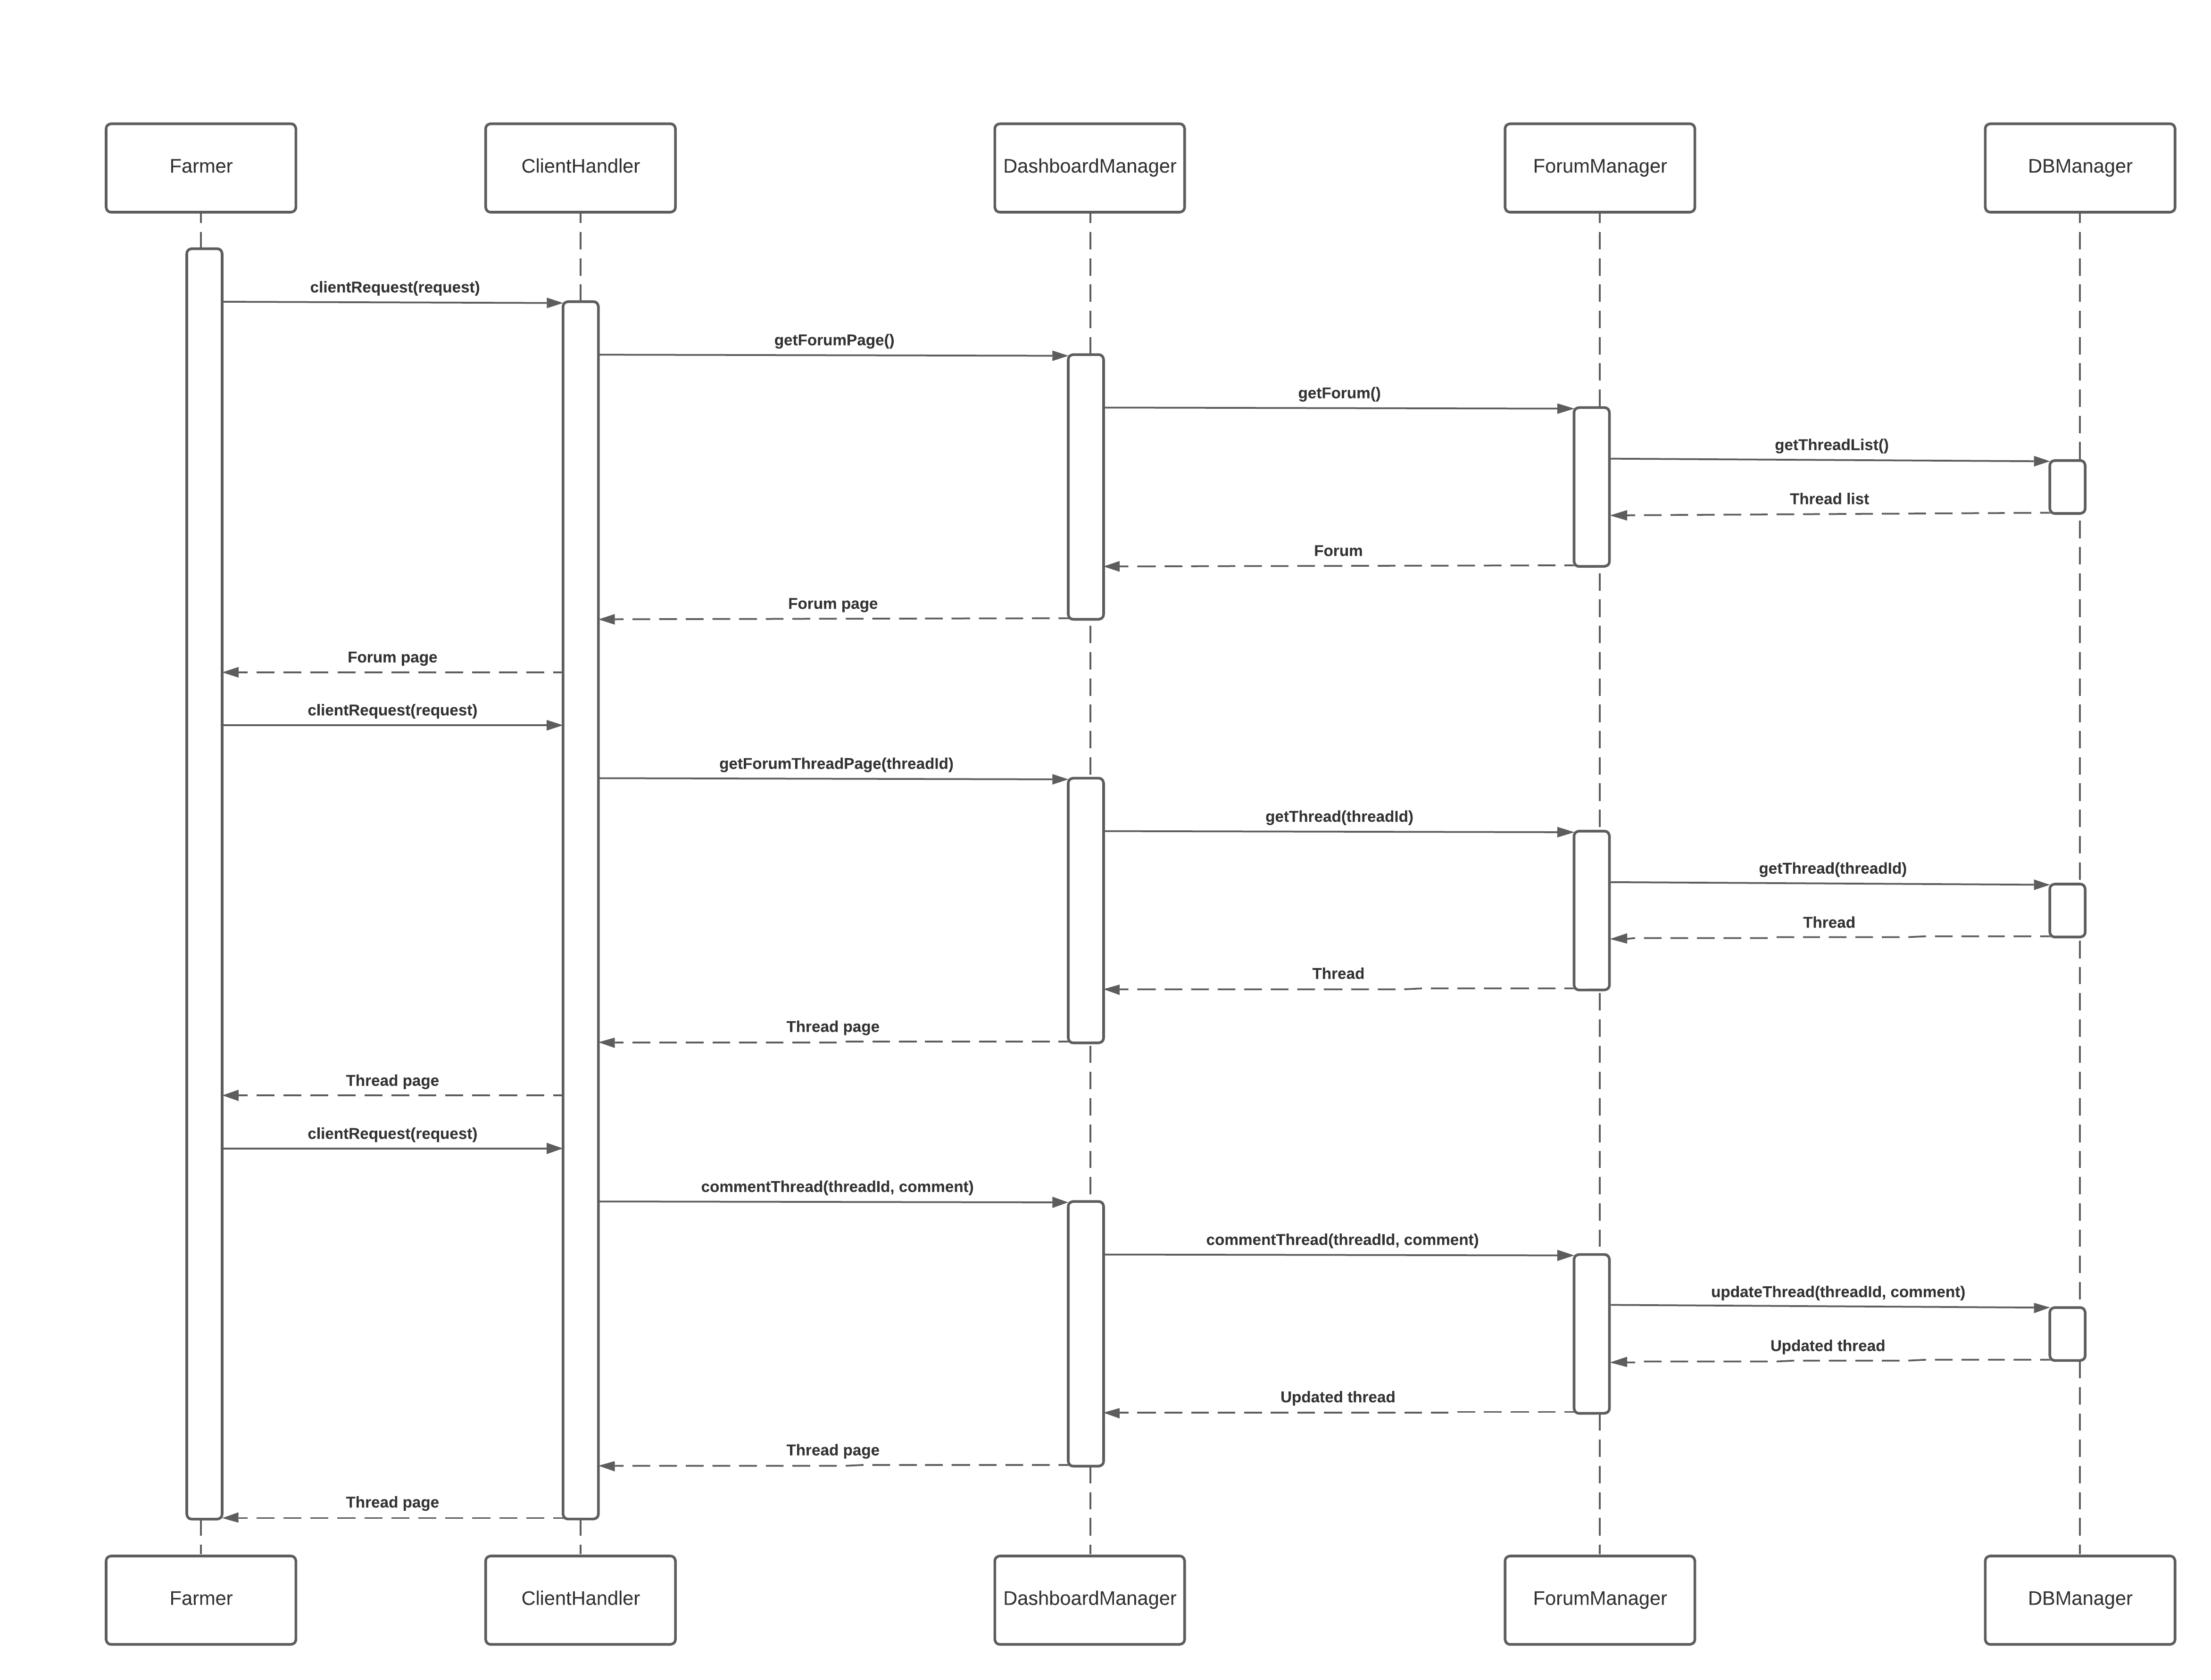 Farmer
ClientHandler
DashboardManager
ForumManager
DBManager
clientRequest(request)
getForumPage()
getForum()
getThreadList()
Thread list
Forum
Forum page
Forum page
clientRequest(request)
getForumThreadPage(threadId)
getThread(threadId)
getThread(threadId)
Thread
Thread
Thread page
Thread page
clientRequest(request)
commentThread(threadId, comment)
commentThread(threadId, comment)
updateThread(threadId, comment)
Updated thread
Updated thread
Thread page
Thread page
Farmer
ClientHandler
DashboardManager
ForumManager
DBManager